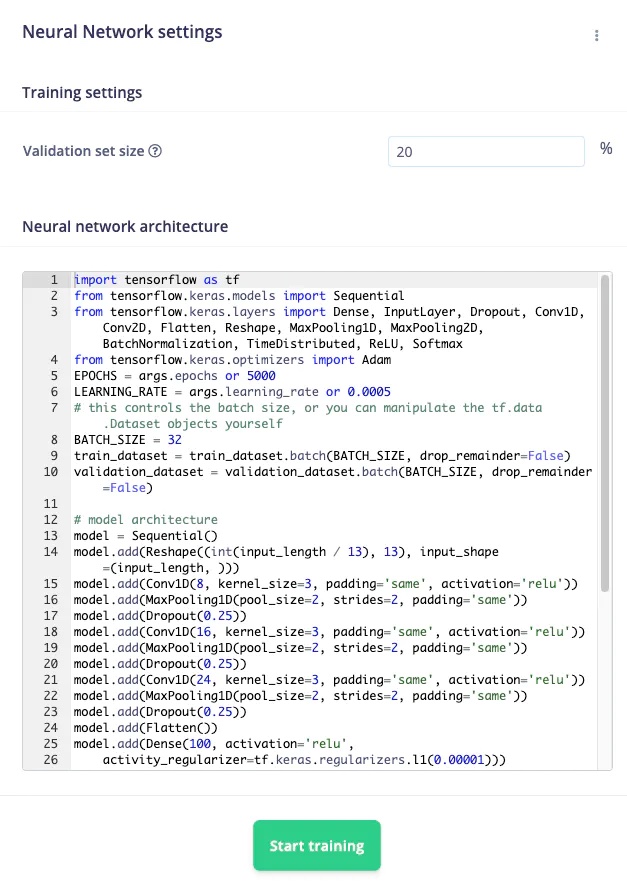 Neural Network settings
Training settings
Validation set size ?
20
%
Neural network architecture
1 import tensorflow as tf
2 from tensorflow.keras.models import Sequential
3 from tensorflow.keras.layers import Dense, InputLayer, Dropout, Conv1D,
Conv2D, Flatten, Reshape, MaxPooling1D, MaxPooling2D,
BatchNormalization, TimeDistributed, ReLU, Softmax
4 from tensorflow.keras.optimizers import Adam
5 EPOCHS = args.epochs or 5000
6 LEARNING_RATE = args.learning_rate or 0.0005
7 # this controls the batch size, or you can manipulate the tf.data
.Dataset objects yourself
8 BATCH_SIZE = 32
9 train_dataset = train_dataset.batch(BATCH_SIZE, drop_remainder=False)
10 validation_dataset = validation_dataset.batch(BATCH_SIZE, drop_remainder
=False)
11
12 # model architecture
13 model = Sequential()
14 model.add(Reshape((int(input_length / 13), 13), input_shape
=(input_length, )))
15 model.add(Conv1D(8, kernel_size=3, padding='same', activation='relu'))
16 model.add(MaxPooling1D(pool_size=2, strides=2, padding='same'))
17 model.add(Dropout(0.25))
18 model.add(Conv1D(16, kernel_size=3, padding='same', activation='relu'))
19 model.add(MaxPooling1D(pool_size=2, strides=2, padding='same'))
20 model.add(Dropout(0.25))
21 model.add(Conv1D(24, kernel_size=3, padding='same', activation='relu'))
22 model.add(MaxPooling1D(pool_size=2, strides=2, padding='same'))
23 model.add(Dropout(0.25))
24 model.add(Flatten())
25 model.add(Dense(100, activation='relu',
26 activity_regularizer=tf.keras.regularizers.l1(0.00001)))
Start training